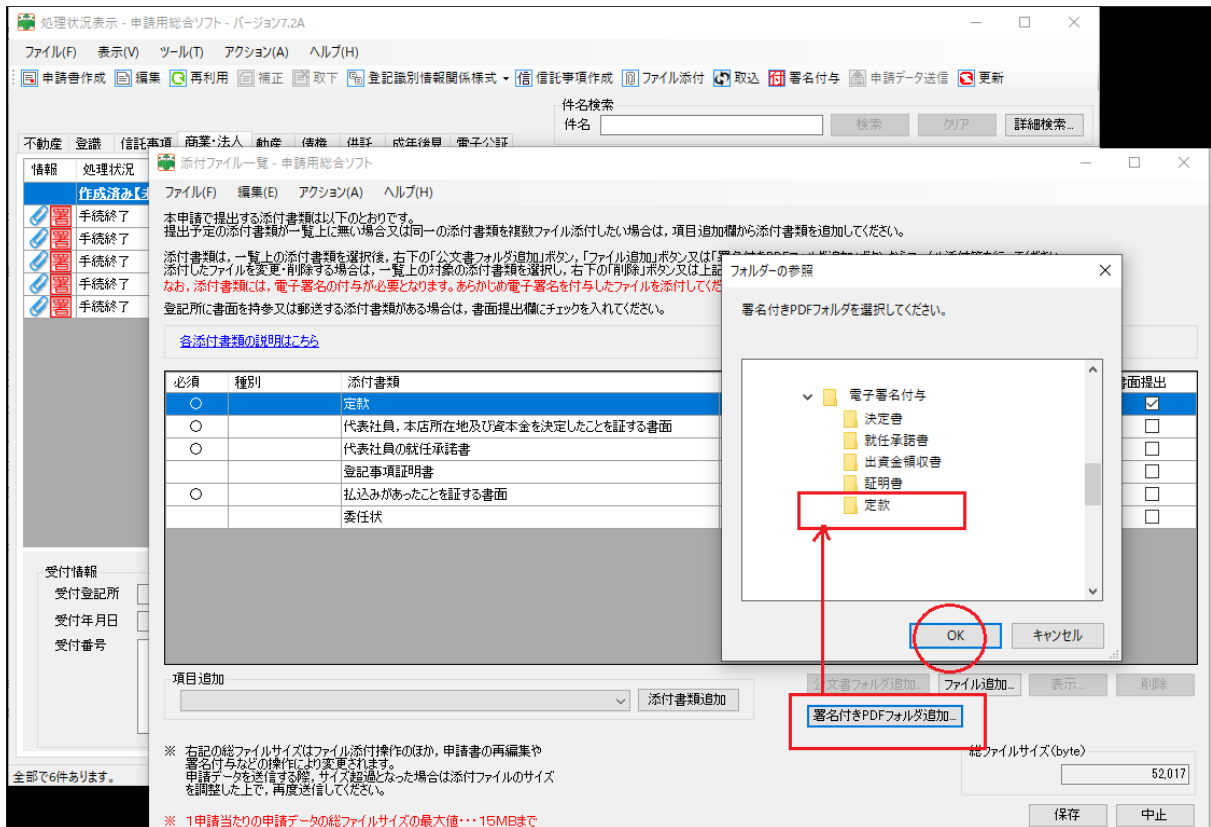 処理状況表示 - 申請用総合ソフト - バージョン7.2A
ファイル(F) 表示(V) ツール(T) アクション(A) ヘルプ(H)
申請書作成 編集 再利用 補正 取下 登記識別情報関係様式 信 信託事項作成 ファイル添付 取込 付 署名付与 申請データ送信 更新
件名検索
件名 検索 クリア 詳細検索...
不動産 登識 信託事項 商業・法人 動産 債権 供託 成年後見 電子公証
情報 処理状況
作成済み
署 手続終了
署 手続終了
署 手続終了
署 手続終了
署 手続終了
受付情報
受付登記所
受付年月日
受付番号
全部で6件あります。
添付ファイル一覧 - 申請用総合ソフト
ファイル(F) 編集(E) アクション(A) ヘルプ(H)
本申請で提出する添付書類は以下のとおりです。
提出予定の添付書類が一覧上に無い場合又は同一の添付書類を複数ファイル添付したい場合は，項目追加欄から添付書類を追加してください。
添付書類は，一覧上の添付書類を選択後，右下の「公文書フォルダ追加」ボタン，「ファイル追加」ボタン又は
添付したファイルを変更・削除する場合は，一覧上の対象の添付書類を選択し，右下の「削除」ボタン又は上記
なお，添付書類には，電子署名の付与が必要となります。あらかじめ電子署名を付与したファイルを添付してくだ
登記所に書面を持参又は郵送する添付書類がある場合は，書面提出欄にチェックを入れてください。
各添付書類の説明はこちら
必須 種別 添付書類 書面提出
○ 定款
○ 代表社員，本店所在地及び資本金を決定したことを証する書面
○ 代表社員の就任承諾書
登記事項証明書
○ 払込みがあったことを証する書面
委任状
フォルダーの参照
署名付きPDFフォルダを選択してください。
電子署名付与
決定書
就任承諾書
出資金領収書
証明書
定款
OK キャンセル
項目追加
添付書類追加
公文書フォルダ追加... ファイル追加... 表示... 削除
署名付きPDFフォルダ追加...
※ 右記の総ファイルサイズはファイル添付操作のほか，申請書の再編集や
署名付与などの操作により変更されます。
申請データを送信する際，サイズ超過となった場合は添付ファイルのサイズ
を調整した上で，再度送信してください。
総ファイルサイズ(byte)
52,017
※ 1申請当たりの申請データの総ファイルサイズの最大値・・・15MBまで
保存 中止